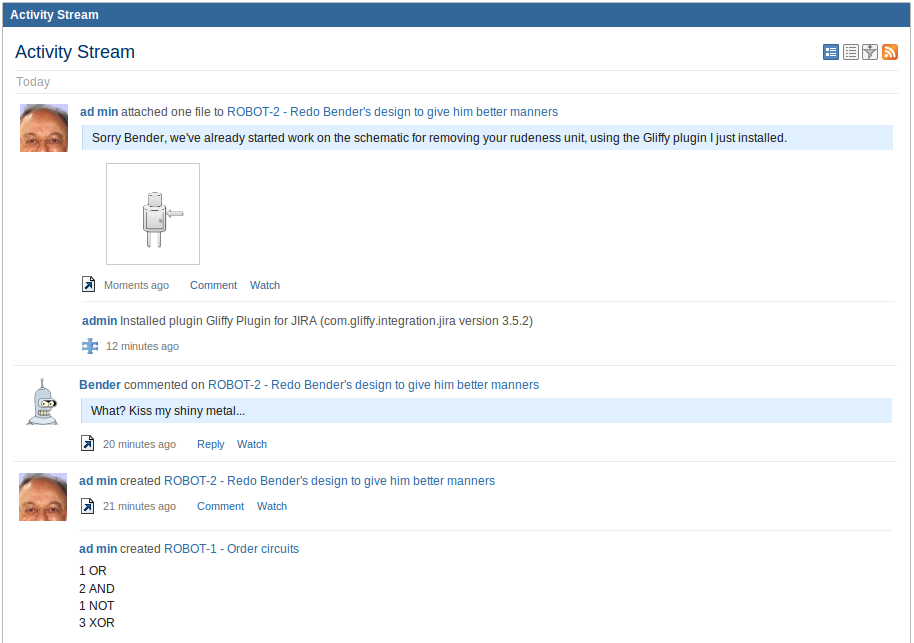 Activity Stream
Activity Stream
Today
ad min attached one file to ROBOT-2 - Redo Bender's design to give him better manners
Sorry Bender, we've already started work on the schematic for removing your rudeness unit, using the Gliffy plugin I just installed.
Moments ago Comment Watch
admin Installed plugin Gliffy Plugin for JIRA (com.gliffy.integration.jira version 3.5.2)
12 minutes ago
Bender commented on ROBOT-2 - Redo Bender's design to give him better manners
What? Kiss my shiny metal...
20 minutes ago Reply Watch
ad min created ROBOT-2 - Redo Bender's design to give him better manners
21 minutes ago Comment Watch
ad min created ROBOT-1 - Order circuits
1 OR
2 AND
1 NOT
3 XOR